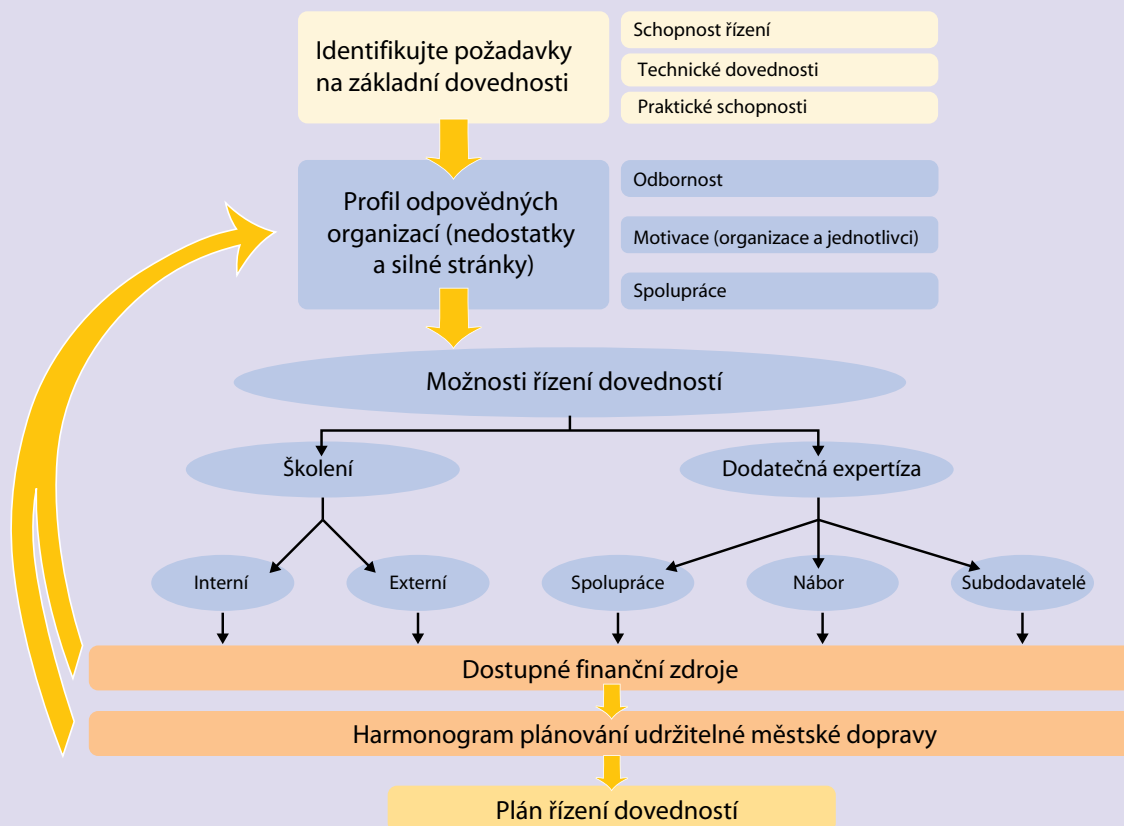 Identifikujte požadavky
na základní dovednosti
Schopnost řízení
Technické dovednosti
Praktické schopnosti
Profil odpovědných
organizací (nedostatky
a silné stránky)
Odbornost
Motivace (organizace a jednotlivci)
Spolupráce
Možnosti řízení dovedností
Školení
Dodatečná expertíza
Interní
Externí
Spolupráce
Nábor
Subdodavatelé
Dostupné finanční zdroje
Harmonogram plánování udržitelné městské dopravy
Plán řízení dovedností